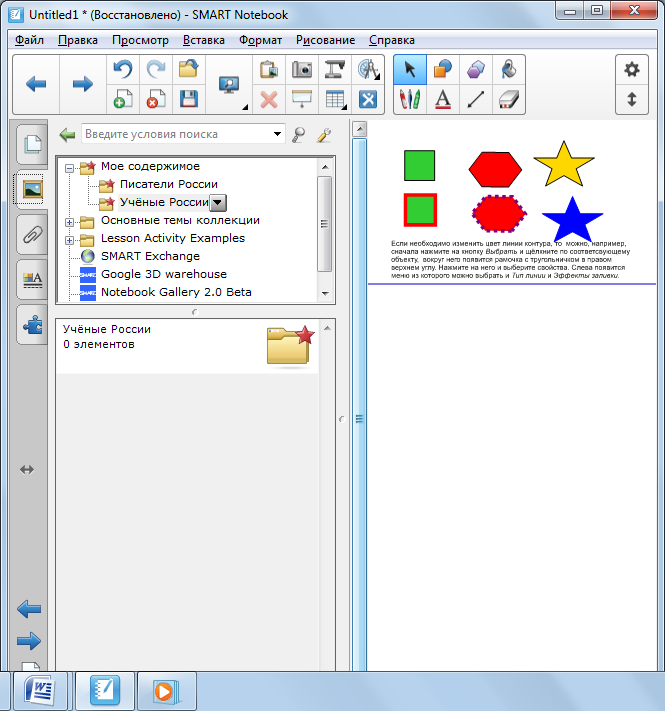 Untitled1 * (Восстановлено) - SMART Notebook
Файл Правка Просмотр Вставка Формат Рисование Справка
Введите условия поиска
Мое содержимое
Писатели России
Учёные России
Основные темы коллекции
Lesson Activity Examples
SMART Exchange
Google 3D warehouse
Notebook Gallery 2.0 Beta
Учёные России
0 элементов
Если необходимо изменить цвет линии контура, то можно, например,
сначала нажмите на кнопку Выбрать и щёлкните по соответсвующему
объекту, вокруг него появится рамочка с труголничком в правом
верхнем углу. Нажмите на него и выберите свойства. Слева появится
меню из которого можно выбрать и Тип линии и Эффекты заливки.